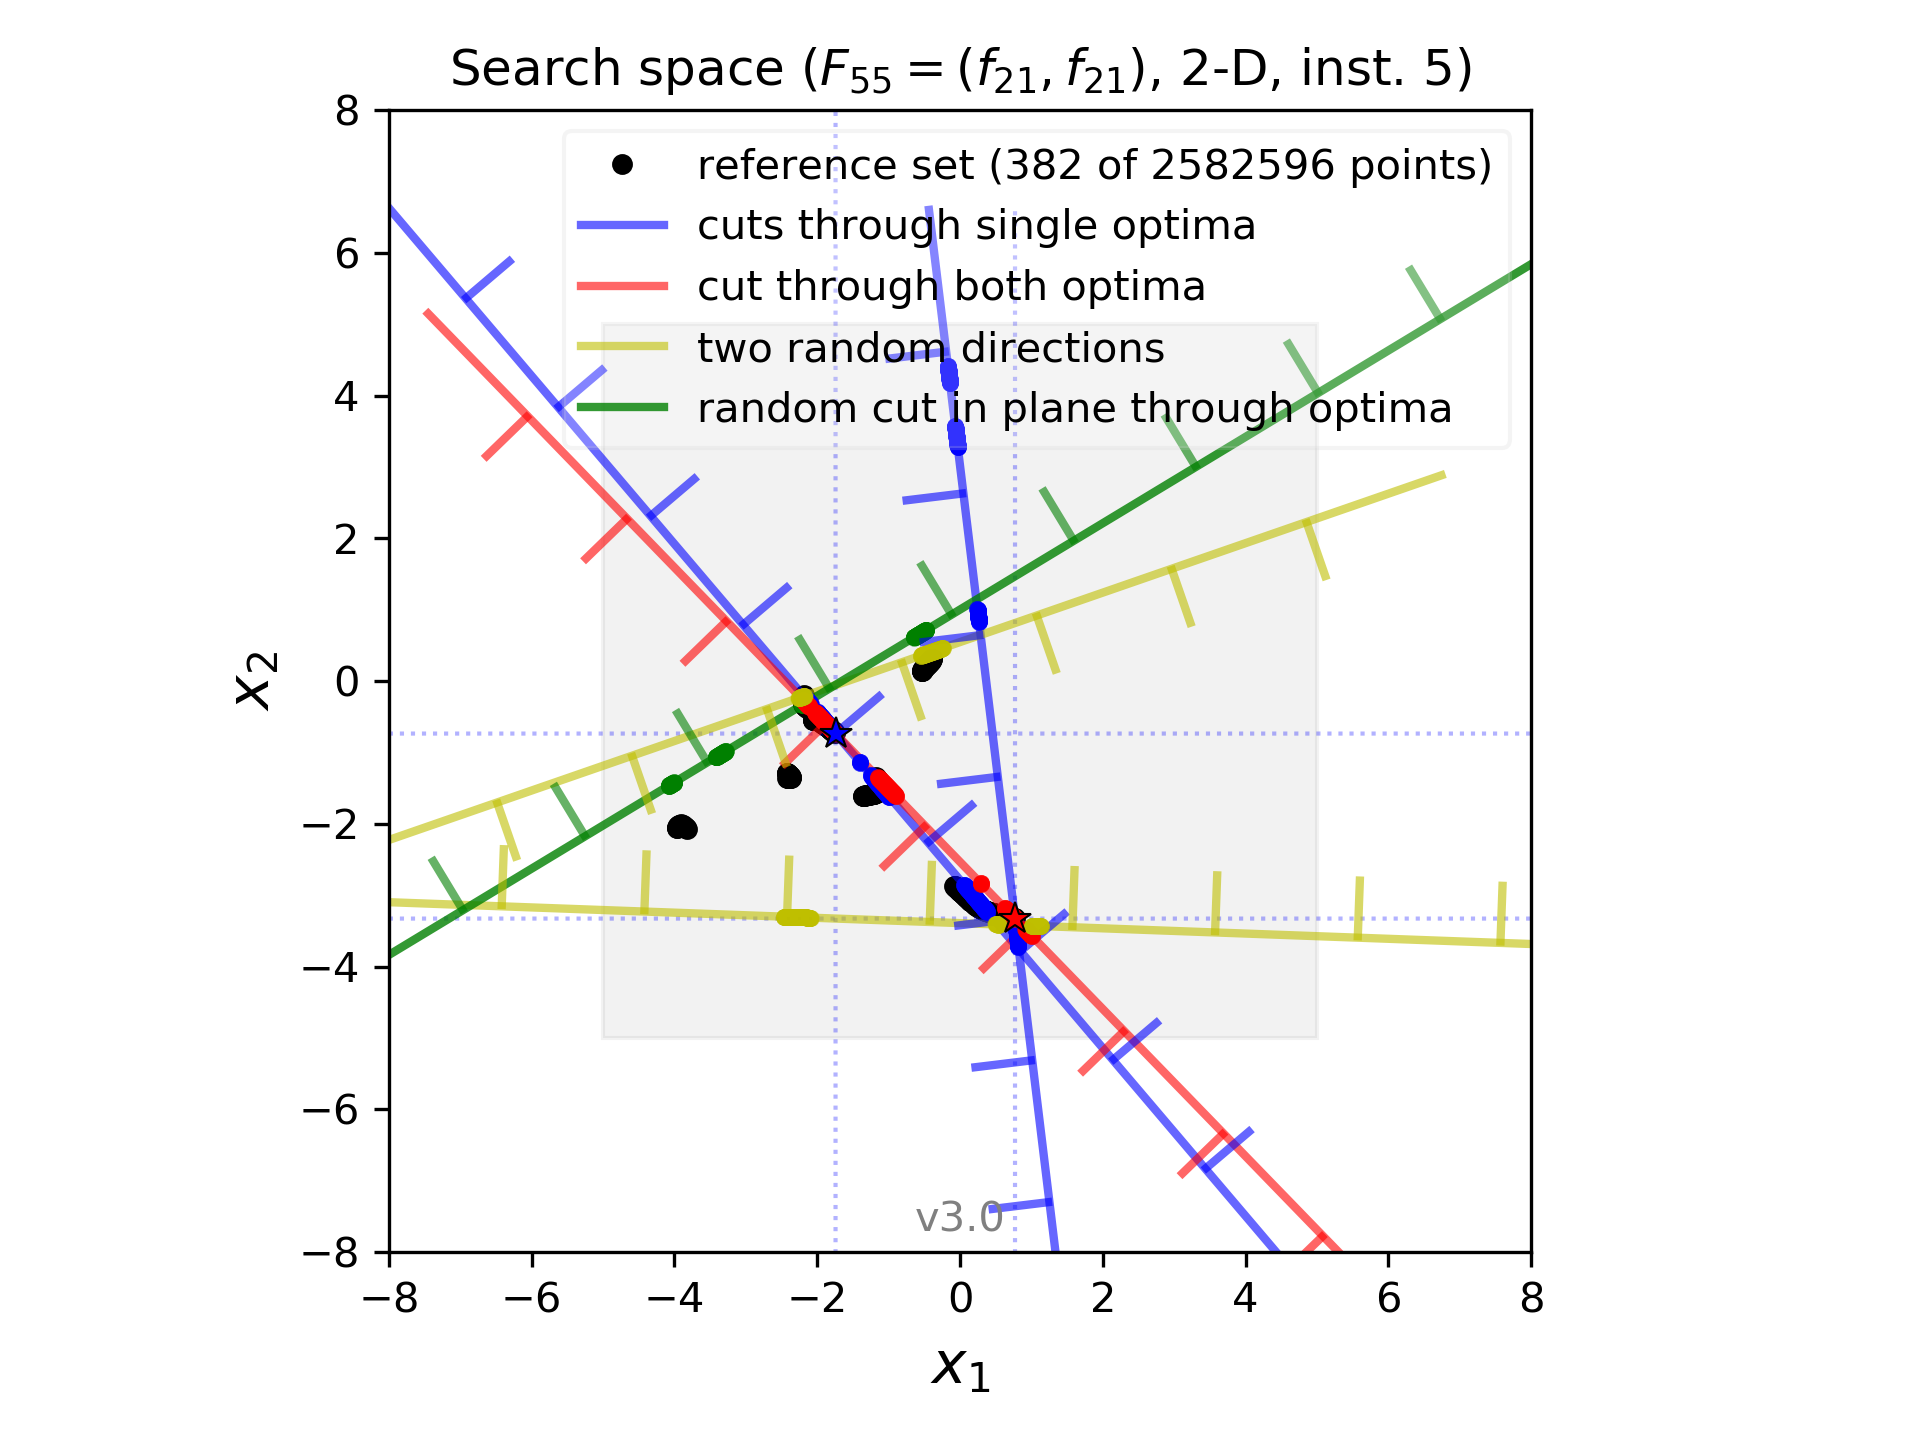 Search space (F55 = (f21, f21), 2-D, inst. 5)
reference set (382 of 2582596 points)
cuts through single optima
cut through both optima
two random directions
random cut in plane through optima
8
6
4
2
0
−2
−4
−6
−8
x2
v3.0
−8 −6 −4 −2 0 2 4 6 8
x1